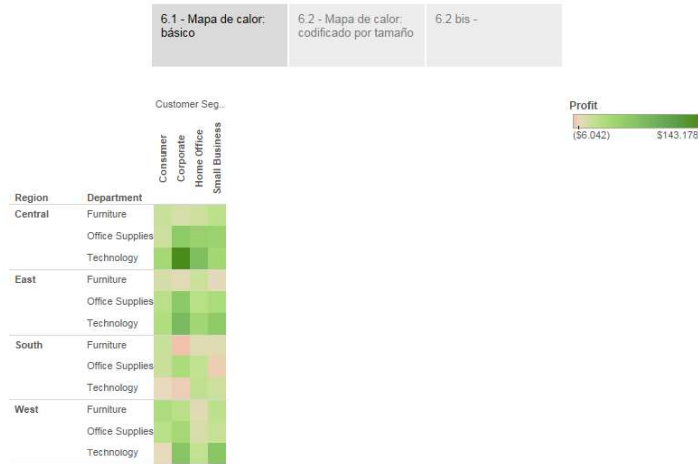 6.1 - Mapa de calor:
básico
6.2 - Mapa de calor:
codificado por tamaño
6.2 bis -
Customer Seg..
Profit
($6.042)
$143.178
Consumer
Corporate
Home Office
Small Business
Region
Department
Central
Furniture
Office Supplies
Technology
East
Furniture
Office Supplies
Technology
South
Furniture
Office Supplies
Technology
West
Furniture
Office Supplies
Technology